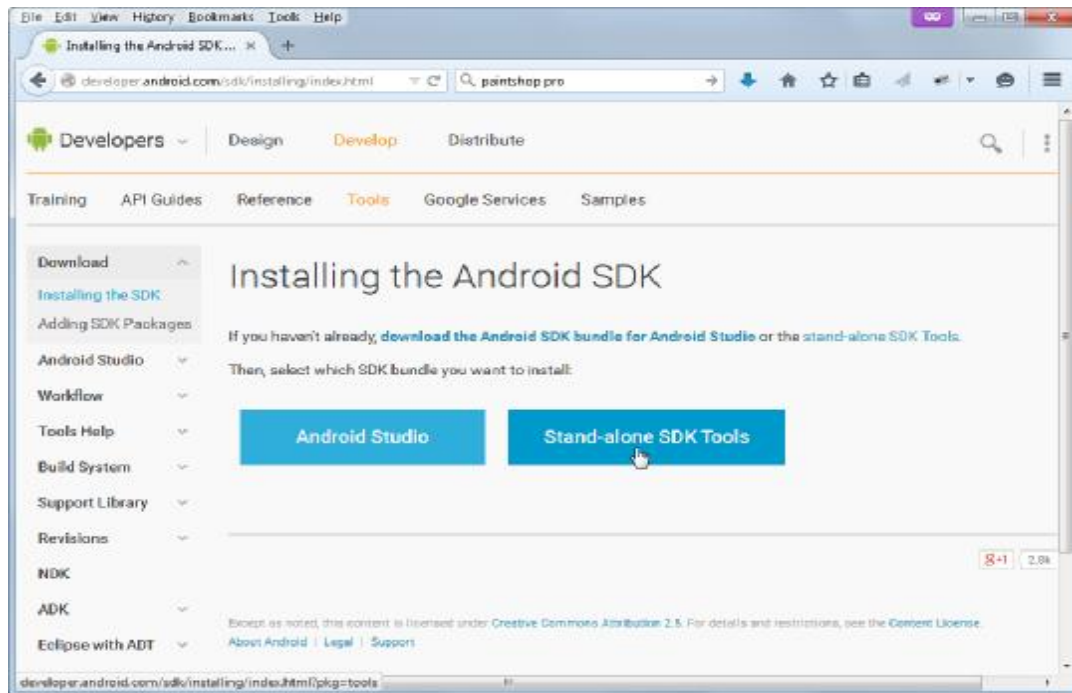 File Edit View History Bookmarks Tools Help
Installing the Android SDK... × +
developer.android.com/sdk/installing/index.html paintshop pro
Developers Design Develop Distribute
Training API Guides Reference Tools Google Services Samples
Download
Installing the SDK
Adding SDK Packages
Android Studio
Workflow
Tools Help
Build System
Support Library
Revisions
NDK
ADK
Eclipse with ADT
Installing the Android SDK
If you haven't already, download the Android SDK bundle for Android Studio or the stand-alone SDK Tools.
Then, select which SDK bundle you want to install:
Android Studio Stand-alone SDK Tools
g+1 2.8k
Except as noted, this content is licensed under Creative Commons Attribution 2.5. For details and restrictions, see the Content License.
About Android | Legal | Support
developer.android.com/sdk/installing/index.html?pkg=tools